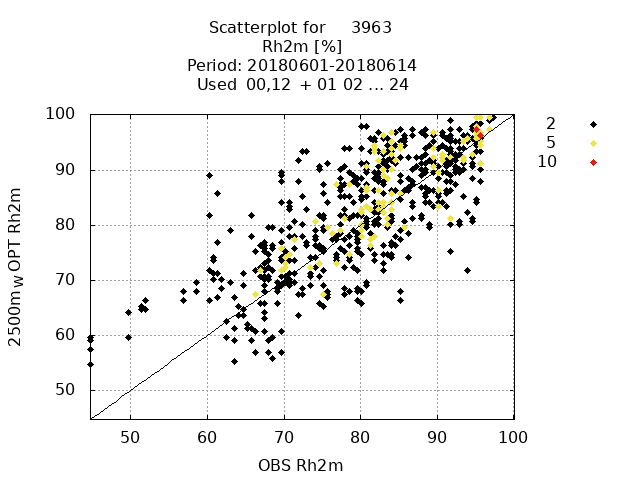 Scatterplot for 3963
Rh2m [%]
Period: 20180601-20180614
Used 00,12 + 01 02 ... 24
100
90
80
70
60
50
50 60 70 80 90 100
2500m_W OPT Rh2m
OBS Rh2m
2
5
10